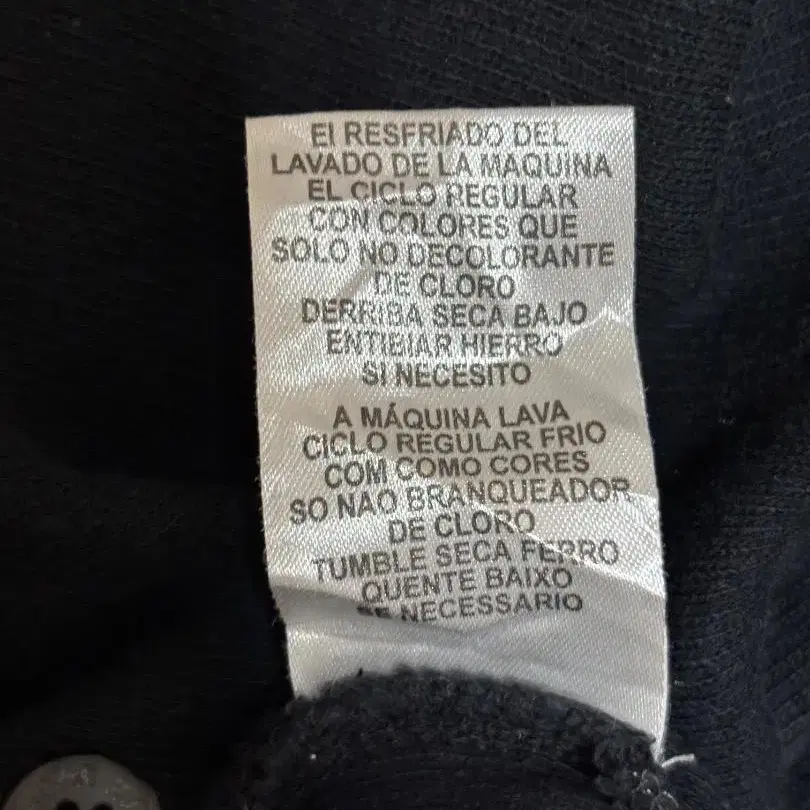 El RESFRIADO DEL
LAVADO DE LA MAQUINA
EL CICLO REGULAR
CON COLORES QUE
SOLO NO DECOLORANTE
DE CLORO
DERRIBA SECA BAJO
ENTIBIAR HIERRO
SI NECESITO
A MÁQUINA LAVA
CICLO REGULAR FRIO
COM COMO CORES
SO NAO BRANQUEADOR
DE CLORO
TUMBLE SECA FERRO
QUENTE BAIXO
SE NECESSARIO